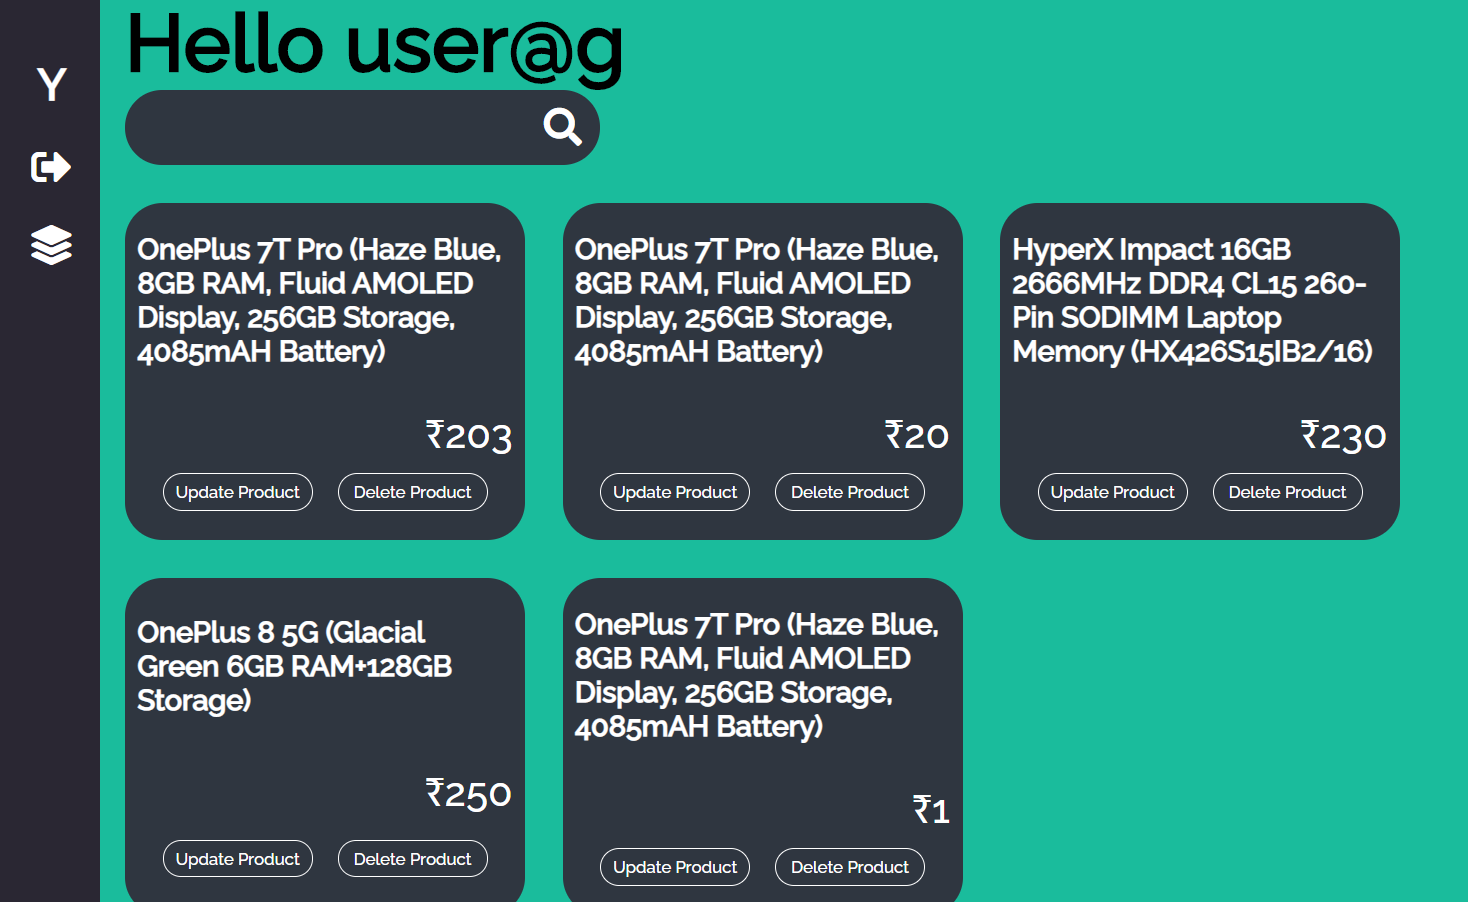 Hello user@g
Y
OnePlus 7T Pro (Haze Blue,
8GB RAM, Fluid AMOLED
Display, 256GB Storage,
4085mAH Battery)
₹203
Update Product
Delete Product
OnePlus 7T Pro (Haze Blue,
8GB RAM, Fluid AMOLED
Display, 256GB Storage,
4085mAH Battery)
₹20
Update Product
Delete Product
HyperX Impact 16GB
2666MHz DDR4 CL15 260-
Pin SODIMM Laptop
Memory (HX426S15IB2/16)
₹230
Update Product
Delete Product
OnePlus 8 5G (Glacial
Green 6GB RAM+128GB
Storage)
₹250
Update Product
Delete Product
OnePlus 7T Pro (Haze Blue,
8GB RAM, Fluid AMOLED
Display, 256GB Storage,
4085mAH Battery)
₹1
Update Product
Delete Product